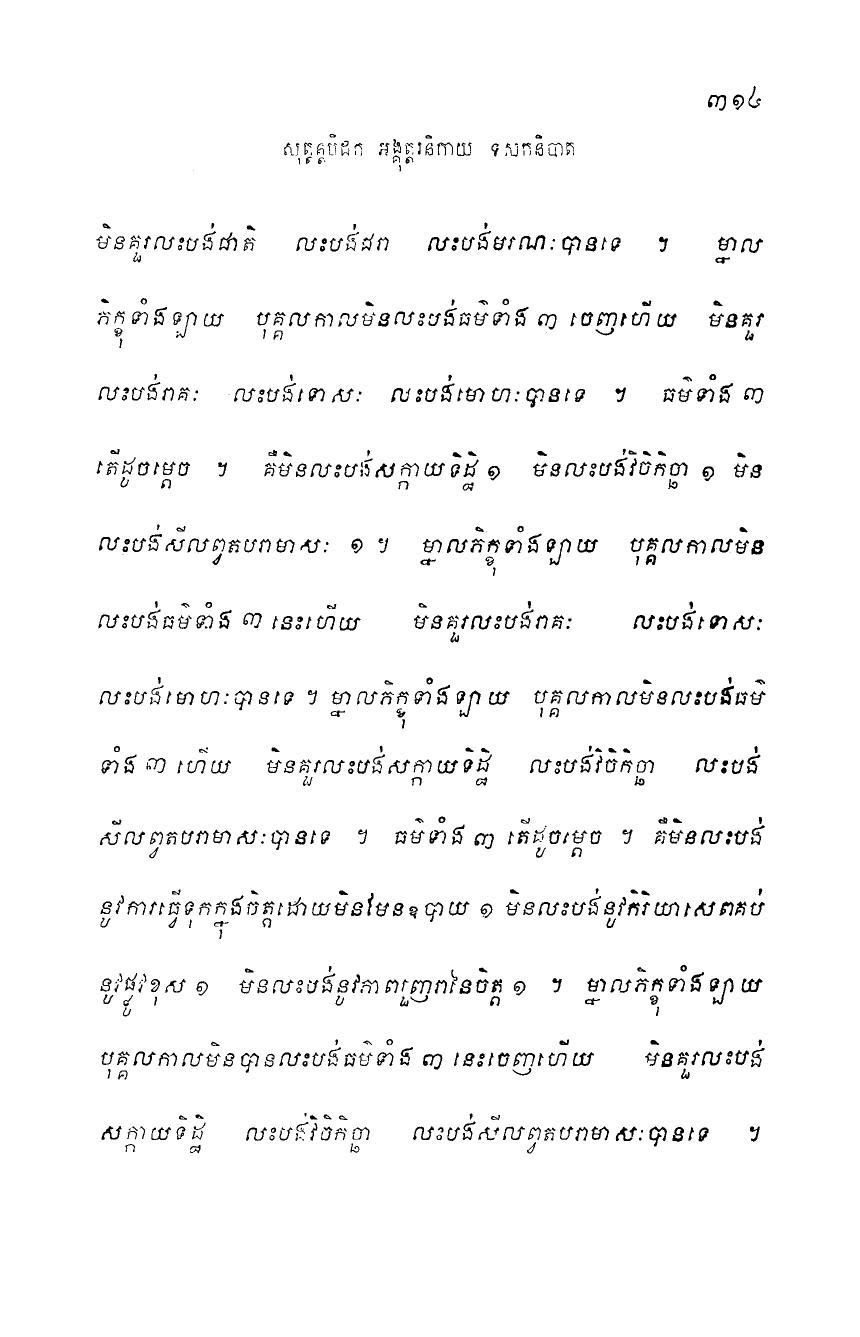 ៣១៤
សុត្តន្តបិដក អង្គុត្តរនិកាយ ទសកនិបាត
មិនគួរលះបង់ជាតិ លះបង់ជរា លះបង់មរណៈបានទេ ។ ម្នាល
ភិក្ខុទាំងឡាយ បុគ្គលកាលមិនលះបង់ធម៌ទាំង ៣ ចេញហើយ មិនគួរ
លះបង់រាគៈ លះបង់ទោសៈ លះបង់មោហៈបានទេ ។ ធម៌ទាំង ៣
តើដូចម្តេច ។ គឺមិនលះបង់សក្កាយទិដ្ឋិ ១ មិនលះបង់វិចិកិច្ឆា ១ មិន
លះបង់សីលព្វតបរាមាសៈ ១ ។ ម្នាលភិក្ខុទាំងឡាយ បុគ្គលកាលមិន
លះបង់ធម៌ទាំង ៣ នេះហើយ មិនគួរលះបង់រាគៈ លះបង់ទោសៈ
លះបង់មោហៈបានទេ ។ ម្នាលភិក្ខុទាំងឡាយ បុគ្គលកាលមិនលះបង់ធម៌
ទាំង ៣ ហើយ មិនគួរលះបង់សក្កាយទិដ្ឋិ លះបង់វិចិកិច្ឆា លះបង់
សីលព្វតបរាមាសៈបានទេ ។ ធម៌ទាំង ៣ តើដូចម្តេច ។ គឺមិនលះបង់
នូវការធ្វើទុកក្នុងចិត្តដោយមិនមែនឧបាយ ១ មិនលះបង់នូវកិរិយាសេពគប់
នូវផ្លូវខុស ១ មិនលះបង់នូវភាពរួញរានៃចិត្ត ១ ។ ម្នាលភិក្ខុទាំងឡាយ
បុគ្គលកាលមិនបានលះបង់ធម៌ទាំង ៣ នេះចេញហើយ មិនគួរលះបង់
សក្កាយទិដ្ឋិ លះបង់វិចិកិច្ឆា លះបង់សីលព្វតបរាមាសៈបានទេ ។